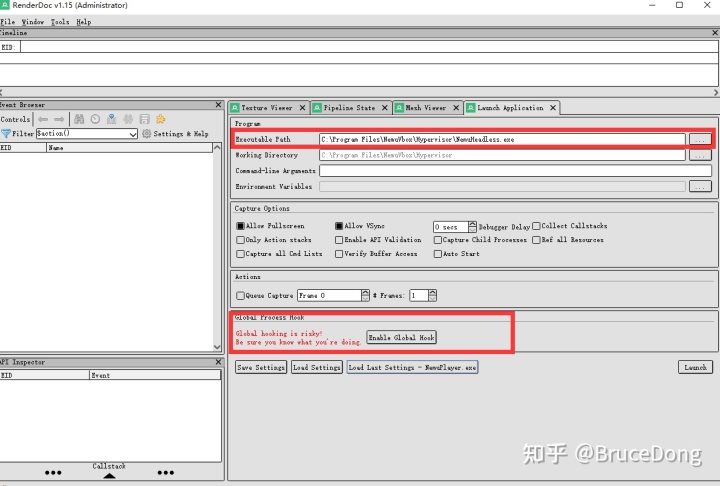 RenderDoc v1.15 (Administrator)
File Window Tools Help
Timeline
EID:
Event Browser
Controls
Filter $action() Settings & Help
EID Name
API Inspector
EID Event
Callstack
Texture Viewer Pipeline State Mesh Viewer Launch Application
Program
Executable Path C:\Program Files\NemuVbox\Hypervisor\NemuHeadless.exe ...
Working Directory C:\Program Files\NemuVbox\Hypervisor ...
Command-line Arguments
Environment Variables ...
Capture Options
Allow Fullscreen Allow VSync 0 secs Debugger Delay Collect Callstacks
Only Action stacks Enable API Validation Capture Child Processes Ref all Resources
Capture all Cmd Lists Verify Buffer Access Auto Start
Actions
Queue Capture Frame 0 # Frames: 1
Global Process Hook
Global hooking is risky!
Be sure you know what you're doing. Enable Global Hook
Save Settings Load Settings Load Last Settings - NemuPlayer.exe Launch
知乎 @BruceDong